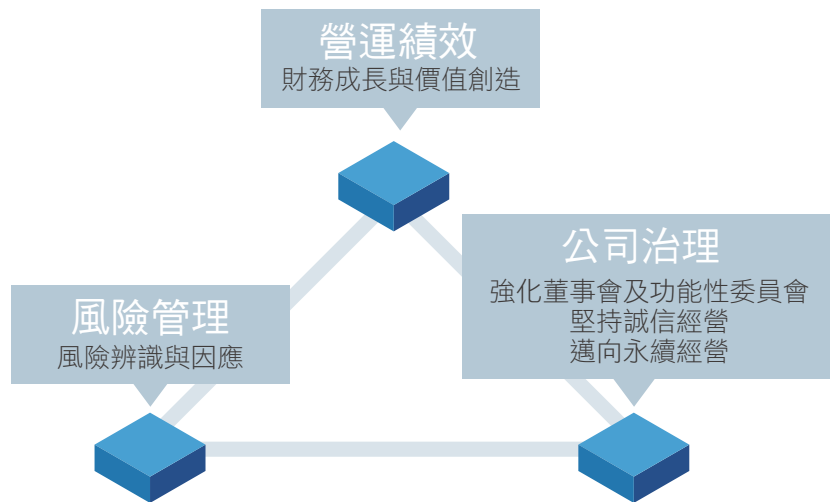 營運績效
財務成長與價值創造
公司治理
強化董事會及功能性委員會
堅持誠信經營
邁向永續經營
風險管理
風險辨識與因應